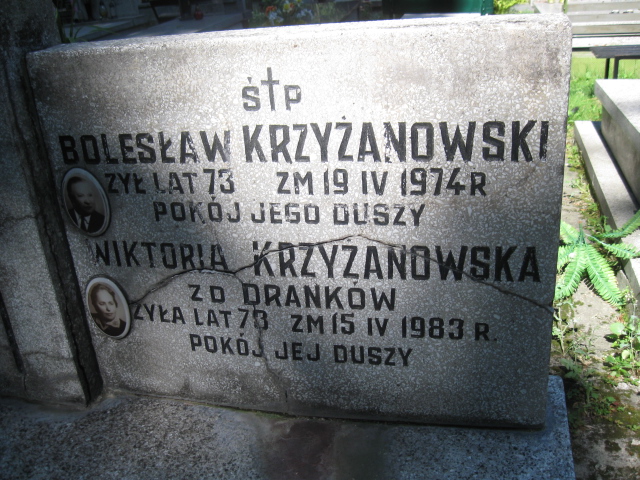 Ś†P
BOLESŁAW KRZYŻANOWSKI
ŻYŁ LAT 73 ZM 19 IV 1974 R
POKÓJ JEGO DUSZY
WIKTORIA KRZYŻANOWSKA
ZD DRANKÓW
ŻYŁA LAT 73 ZM 15 IV 1983 R.
POKÓJ JEJ DUSZY